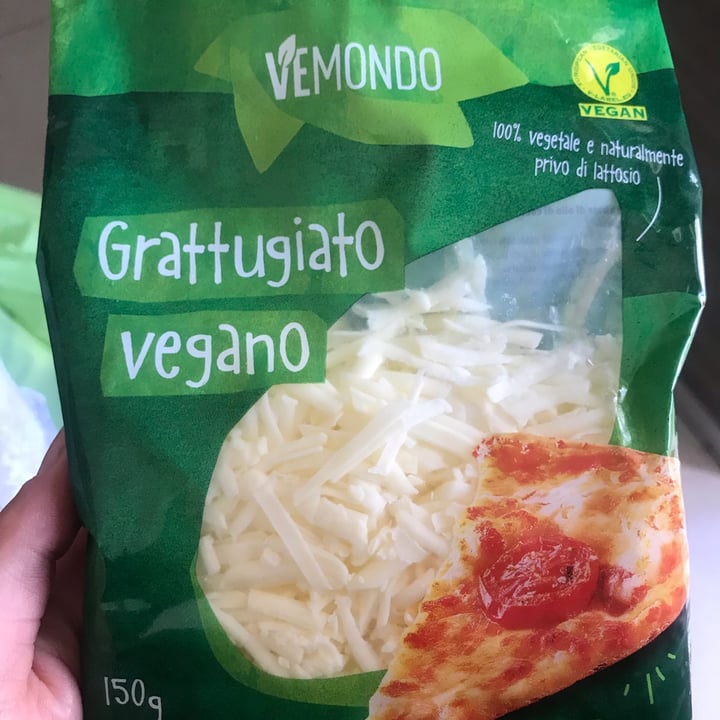 VEMONDO
VEGAN
100% vegetale e naturalmente
privo di lattosio
Grattugiato
vegano
150g